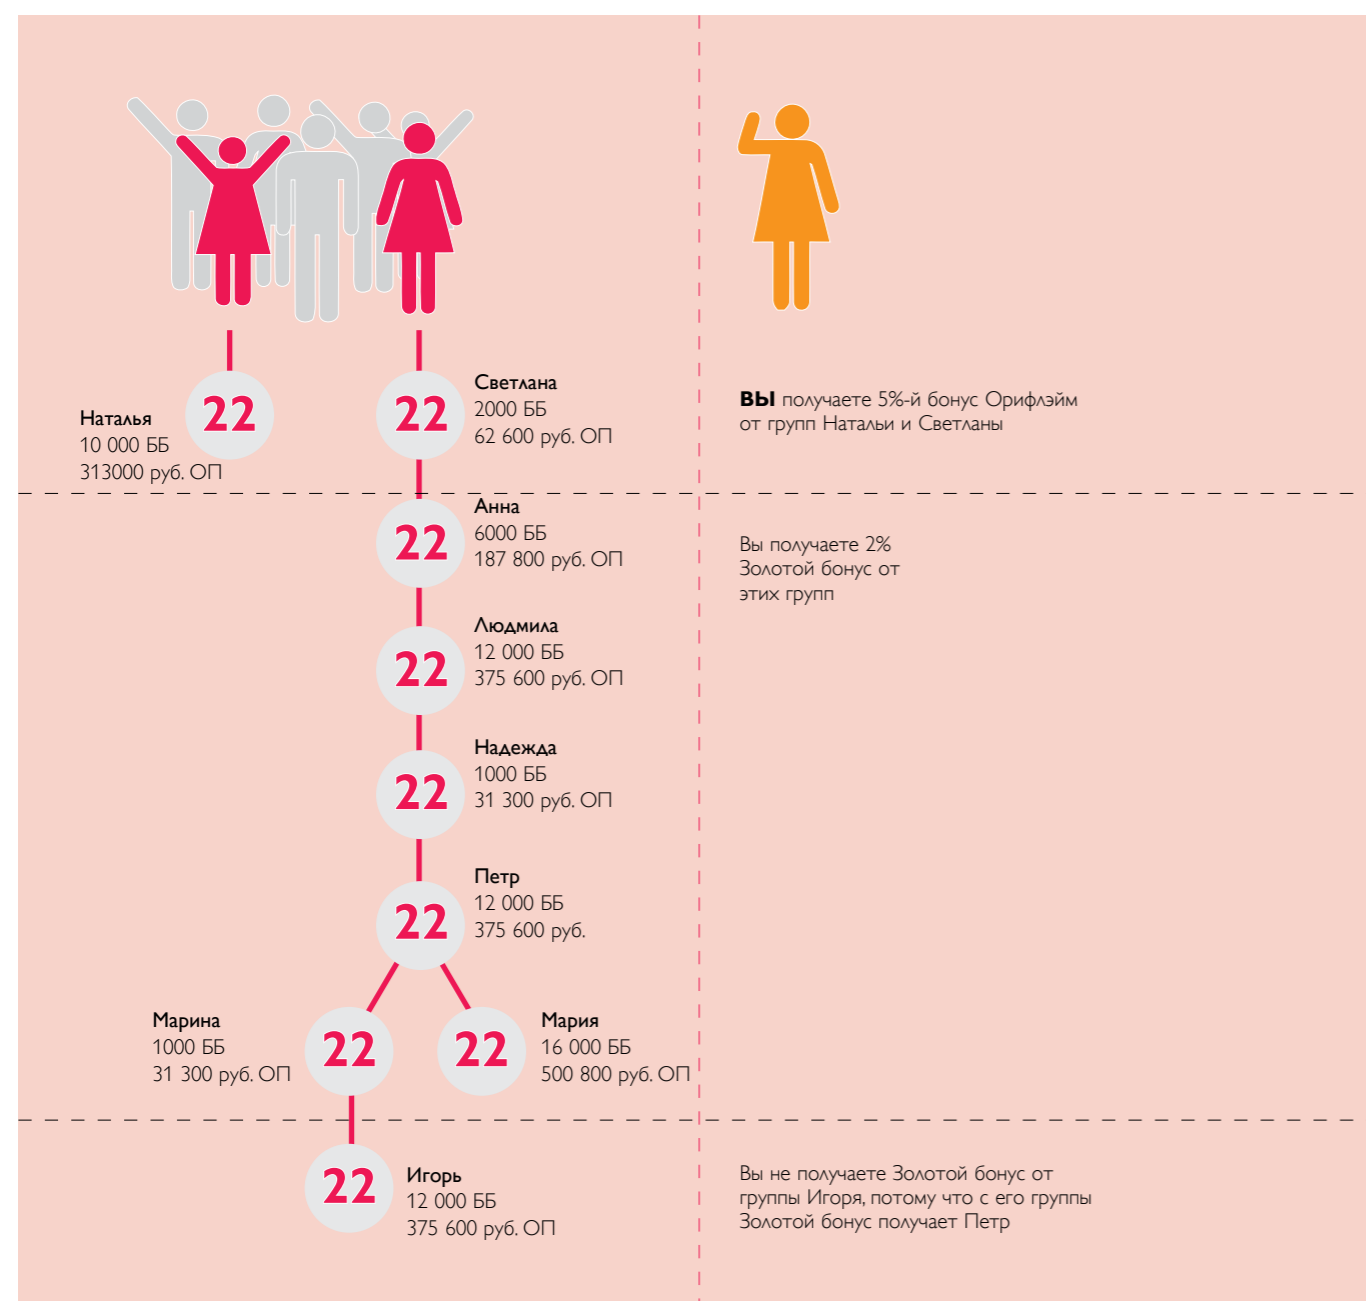 22
Наталья
10 000 ББ
313000 руб. ОП
22
Светлана
2000 ББ
62 600 руб. ОП
ВЫ получаете 5%-й бонус Орифлэйм
от групп Натальи и Светланы
22
Анна
6000 ББ
187 800 руб. ОП
Вы получаете 2%
Золотой бонус от
этих групп
22
Людмила
12 000 ББ
375 600 руб. ОП
22
Надежда
1000 ББ
31 300 руб. ОП
22
Петр
12 000 ББ
375 600 руб.
Марина
1000 ББ
31 300 руб. ОП
22
22
Мария
16 000 ББ
500 800 руб. ОП
22
Игорь
12 000 ББ
375 600 руб. ОП
Вы не получаете Золотой бонус от
группы Игоря, потому что с его группы
Золотой бонус получает Петр